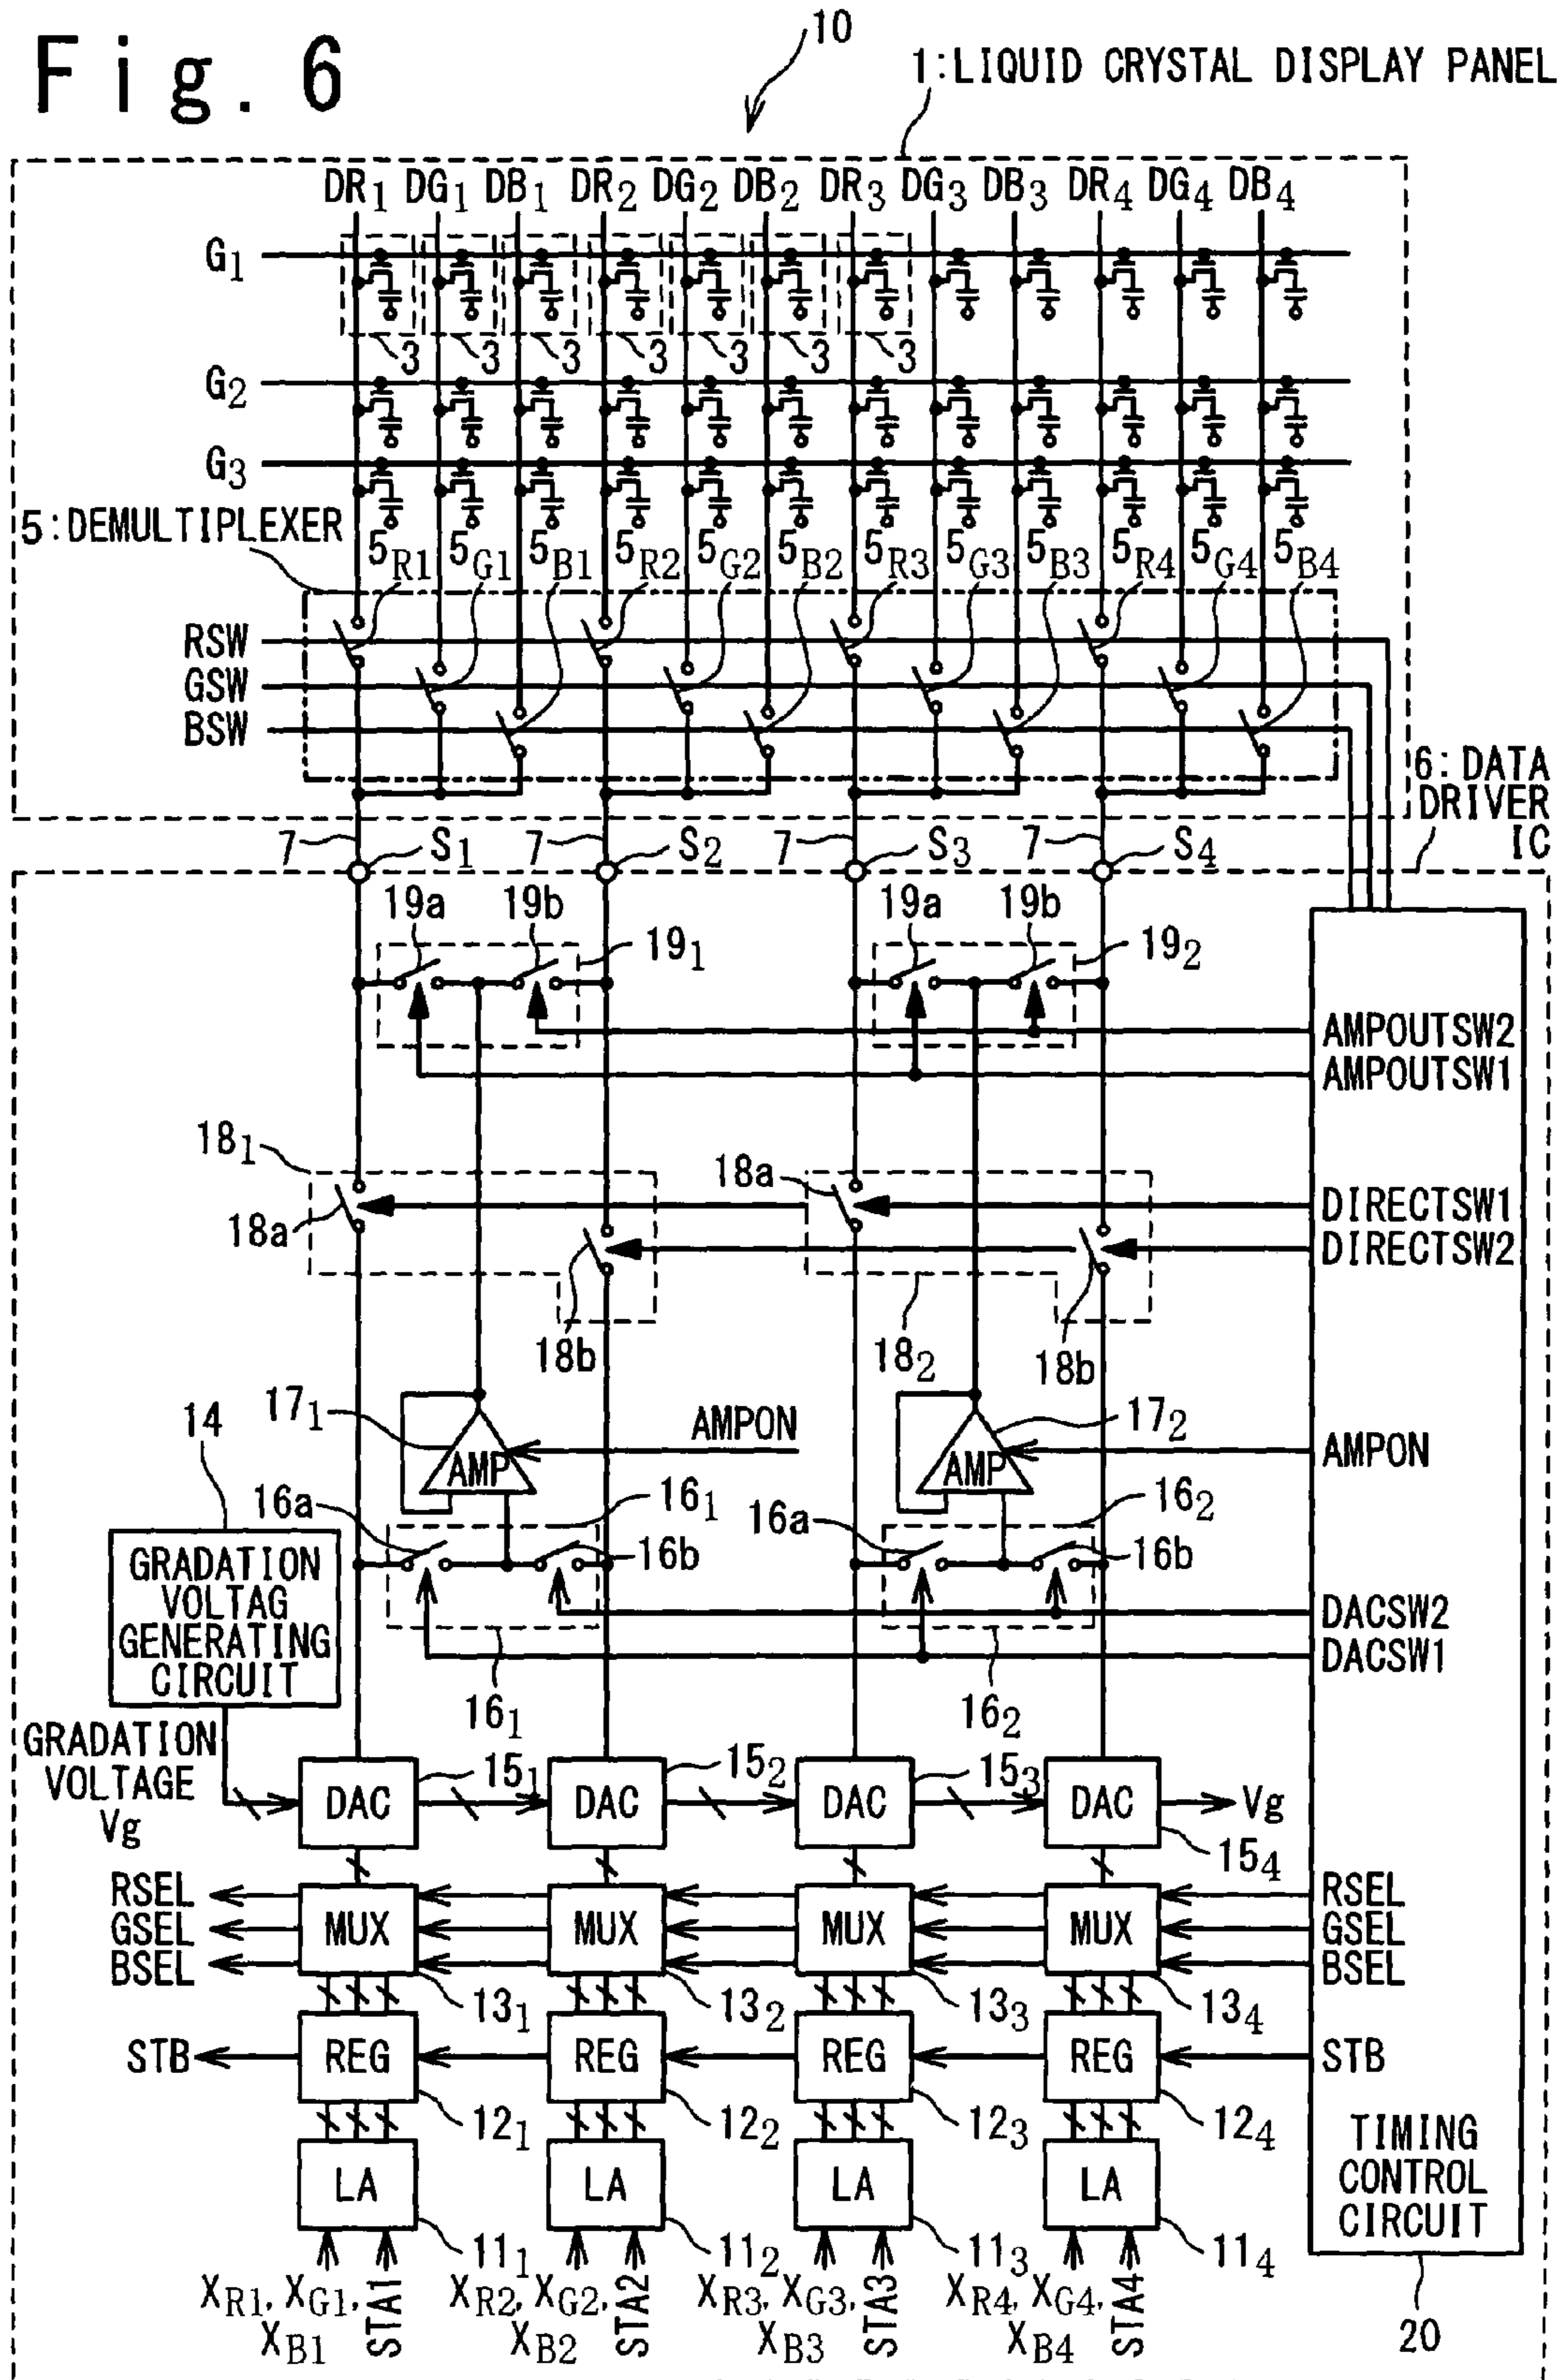 Fig. 6
10
1:LIQUID CRYSTAL DISPLAY PANEL
DR1 DG1 DB1 DR2 DG2 DB2 DR3 DG3 DB3 DR4 DG4 DB4
G1
3 3 3 3 3 3 3
G2
G3
5:DEMULTIPLEXER
5R1 5G1 5B1 5R2 5G2 5B2 5R3 5G3 5B3 5R4 5G4 5B4
RSW
GSW
BSW
6: DATA DRIVER IC
7 S1 7 S2 7 S3 7 S4
19a 19b 191 19a 19b 192
AMPOUTSW2
AMPOUTSW1
181 18a
18a DIRECTSW1
DIRECTSW2
18b 182 18b
14 171 AMPON 172 AMPON
AMP AMP
16a 161 16a 162
16b 16b
GRADATION
VOLTAG
GENERATING
CIRCUIT
DACSW2
DACSW1
161 162
GRADATION
VOLTAGE
Vg
151 152 153
DAC DAC DAC DAC Vg
154
RSEL RSEL
GSEL MUX MUX MUX MUX GSEL
BSEL BSEL
131 132 133 134
STB REG REG REG REG STB
121 122 123 124
TIMING
CONTROL
CIRCUIT
LA LA LA LA
111 112 113 114
XR1, XG1, XB1 STA1 XR2, XG2, XB2 STA2 XR3, XG3, XB3 STA3 XR4, XG4, XB4 STA4
20